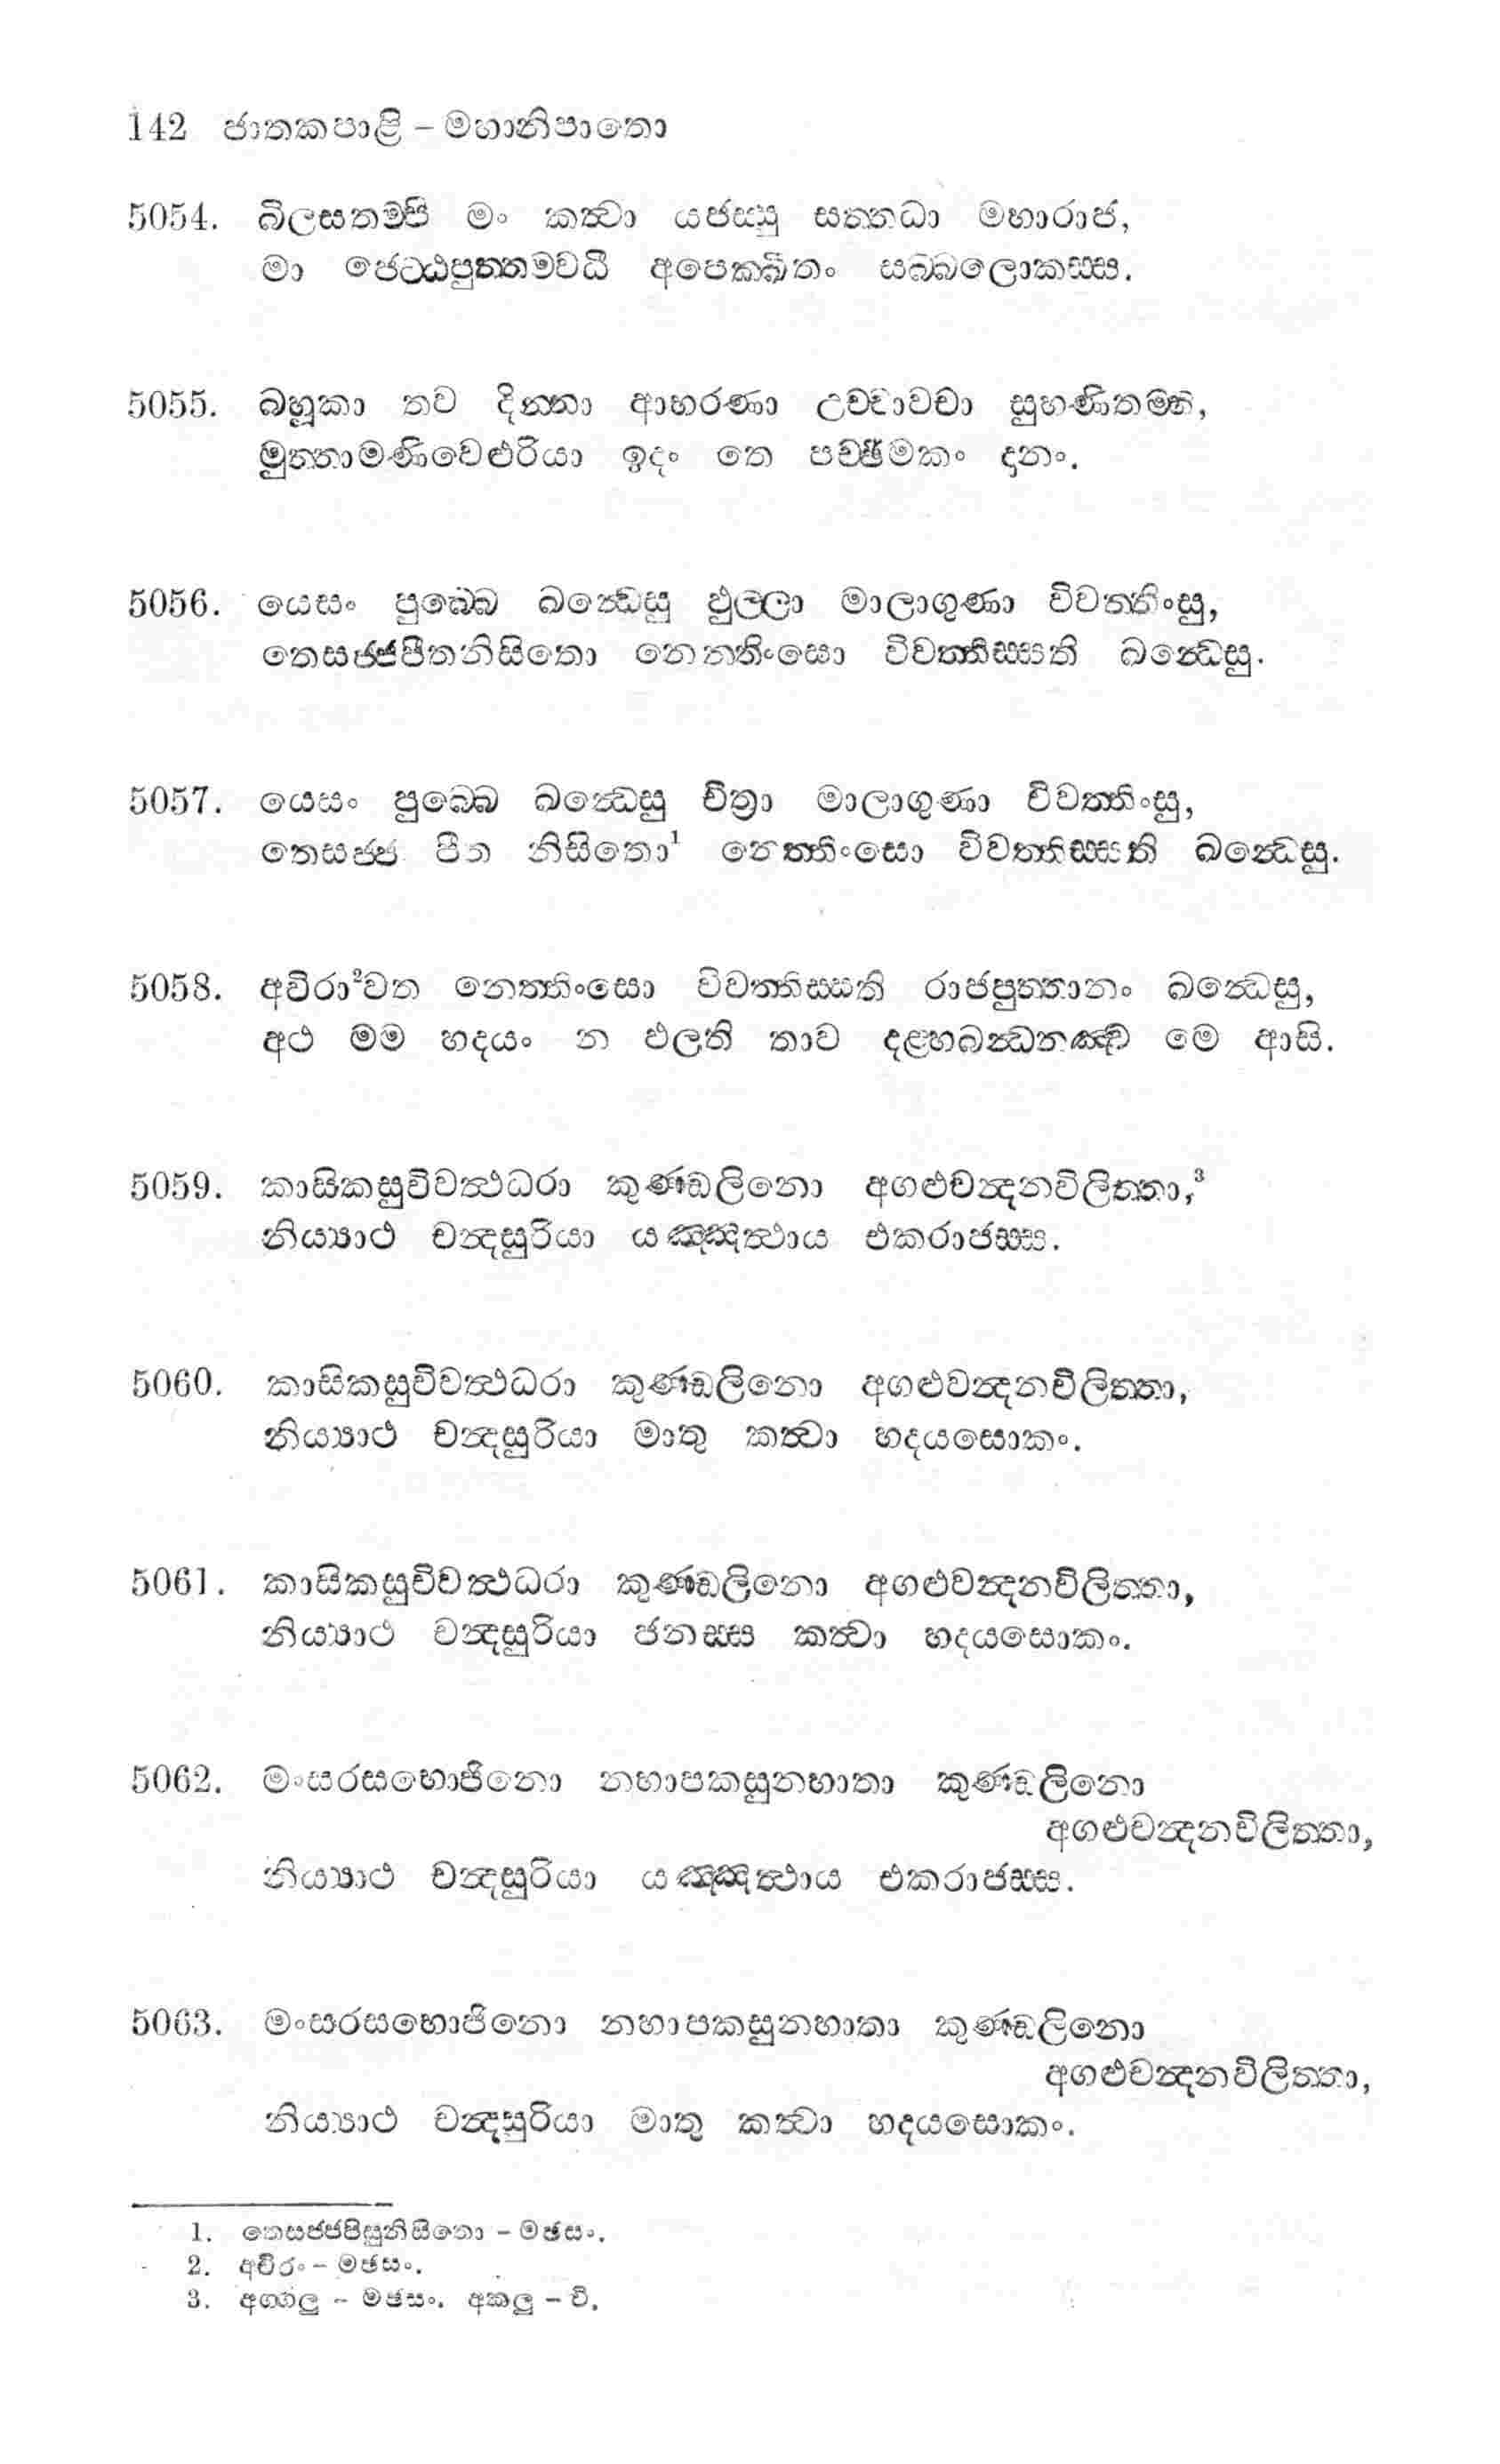 142 ජාතකපාළි – මහානිපාතො
5054. බිලසතම්පි මං කත්වා යජස්සු සත්තධා මහාරාජ,
මා ජෙට්ඨපුත්තමවධි අපෙක්ඛිතං සබ්බලොකස්ස.
5055. බහූකා තව දින්නා ආභරණා උච්චාවචා සුභණිතම්හි,
මුත්තාමණිවෙළුරියා ඉදං තෙ පච්ඡිමකං දානං.
5056. යෙසං පුබ්බෙ ඛන්ධෙසු ඵුල්ලා මාලාගුණා විවත්තිංසු,
තෙසජ්ජපීතනිසිතො නෙතතිංසො විවත්තිස්සති ඛන්ධෙසු.
5057. යෙසං පුබ්බෙ ඛන්ධෙසු චිත්‍රා මාලාගුණා විවත්තිංසු,
තෙසජ්ජ පීත නිසිතො¹ නෙත්තිංසො විවත්තිස්සති ඛන්ධෙසු.
5058. අචිරා²වත නෙත්තිංසො විවත්තිස්සති රාජපුත්තානං ඛන්ධෙසු,
අථ මම හදයං න ඵලති තාව දළ්හබන්ධනඤ්ච මෙ ආසි.
5059. කාසිකසුචිවත්ථධරා කුණ්ඩලිනො අගළුචන්දනවිලිත්තා,³
නිය්‍යාථ චන්දසුරියා යඤ්ඤත්ථාය එකරාජස්ස.
5060. කාසිකසුචිවත්ථධරා කුණ්ඩලිනො අගළුචන්දනවිලිත්තා,
නිය්‍යාථ චන්දසුරියා මාතු කත්වා හදයසොකං.
5061. කාසිකසුචිවත්ථධරා කුණ්ඩලිනො අගළුචන්දනවිලිත්තා,
නිය්‍යාථ චන්දසුරියා ජනස්ස කත්වා හදයසොකං.
5062. මංසරසභොජිනො නහාපකසුනහාතා කුණ්ඩලිනො
අගළුචන්දනවිලිත්තා,
නිය්‍යාථ චන්දසුරියා යඤ්ඤත්ථාය එකරාජස්ස.
5063. මංසරසභොජිනො නහාපකසුනහාතා කුණ්ඩලිනො
අගළුචන්දනවිලිත්තා,
නිය්‍යාථ චන්දසුරියා මාතු කත්වා හදයසොකං.
1. තෙසජ්ජපිසුනිසිතො – මඡසං.
2. අචිරං – මඡසං.
3. අග්ගලු – මඡසං. අකලු – වි.